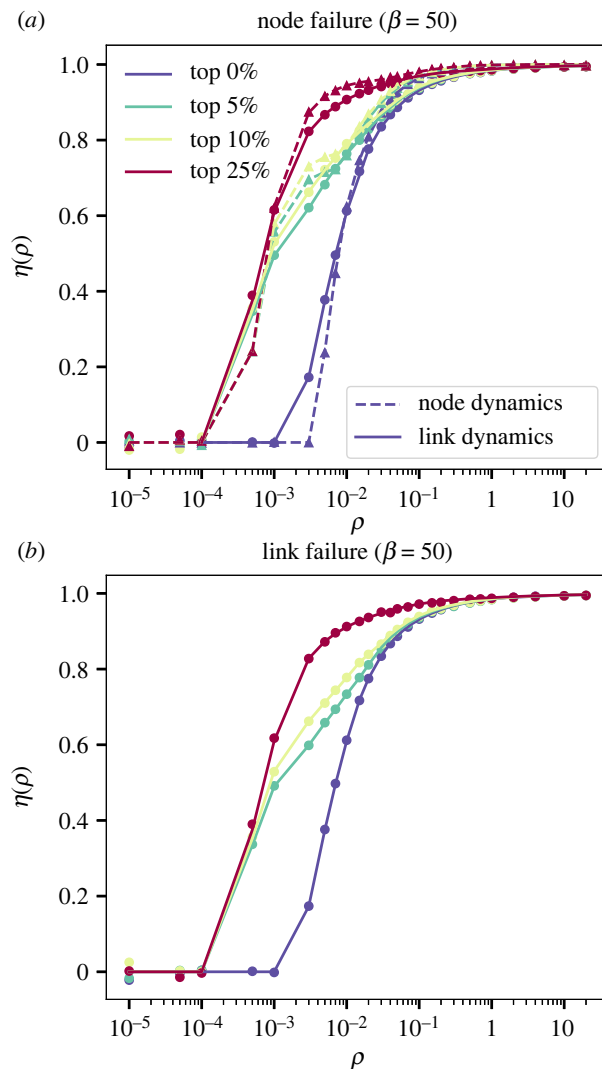 (a) node failure (β = 50)
1.0
0.8
0.6
0.4
0.2
0
η(ρ)
top 0%
top 5%
top 10%
top 25%
node dynamics
link dynamics
10⁻⁵ 10⁻⁴ 10⁻³ 10⁻² 10⁻¹ 1 10
ρ
(b) link failure (β = 50)
1.0
0.8
0.6
0.4
0.2
0
η(ρ)
10⁻⁵ 10⁻⁴ 10⁻³ 10⁻² 10⁻¹ 1 10
ρ